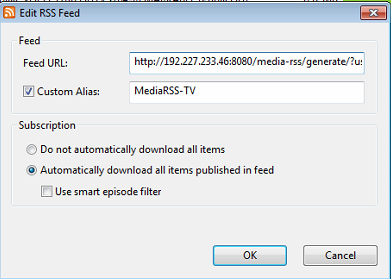 Edit RSS Feed
Feed
Feed URL: http://192.227.233.46:8080/media-rss/generate/?us
Custom Alias: MediaRSS-TV
Subscription
Do not automatically download all items
Automatically download all items published in feed
Use smart episode filter
OK Cancel